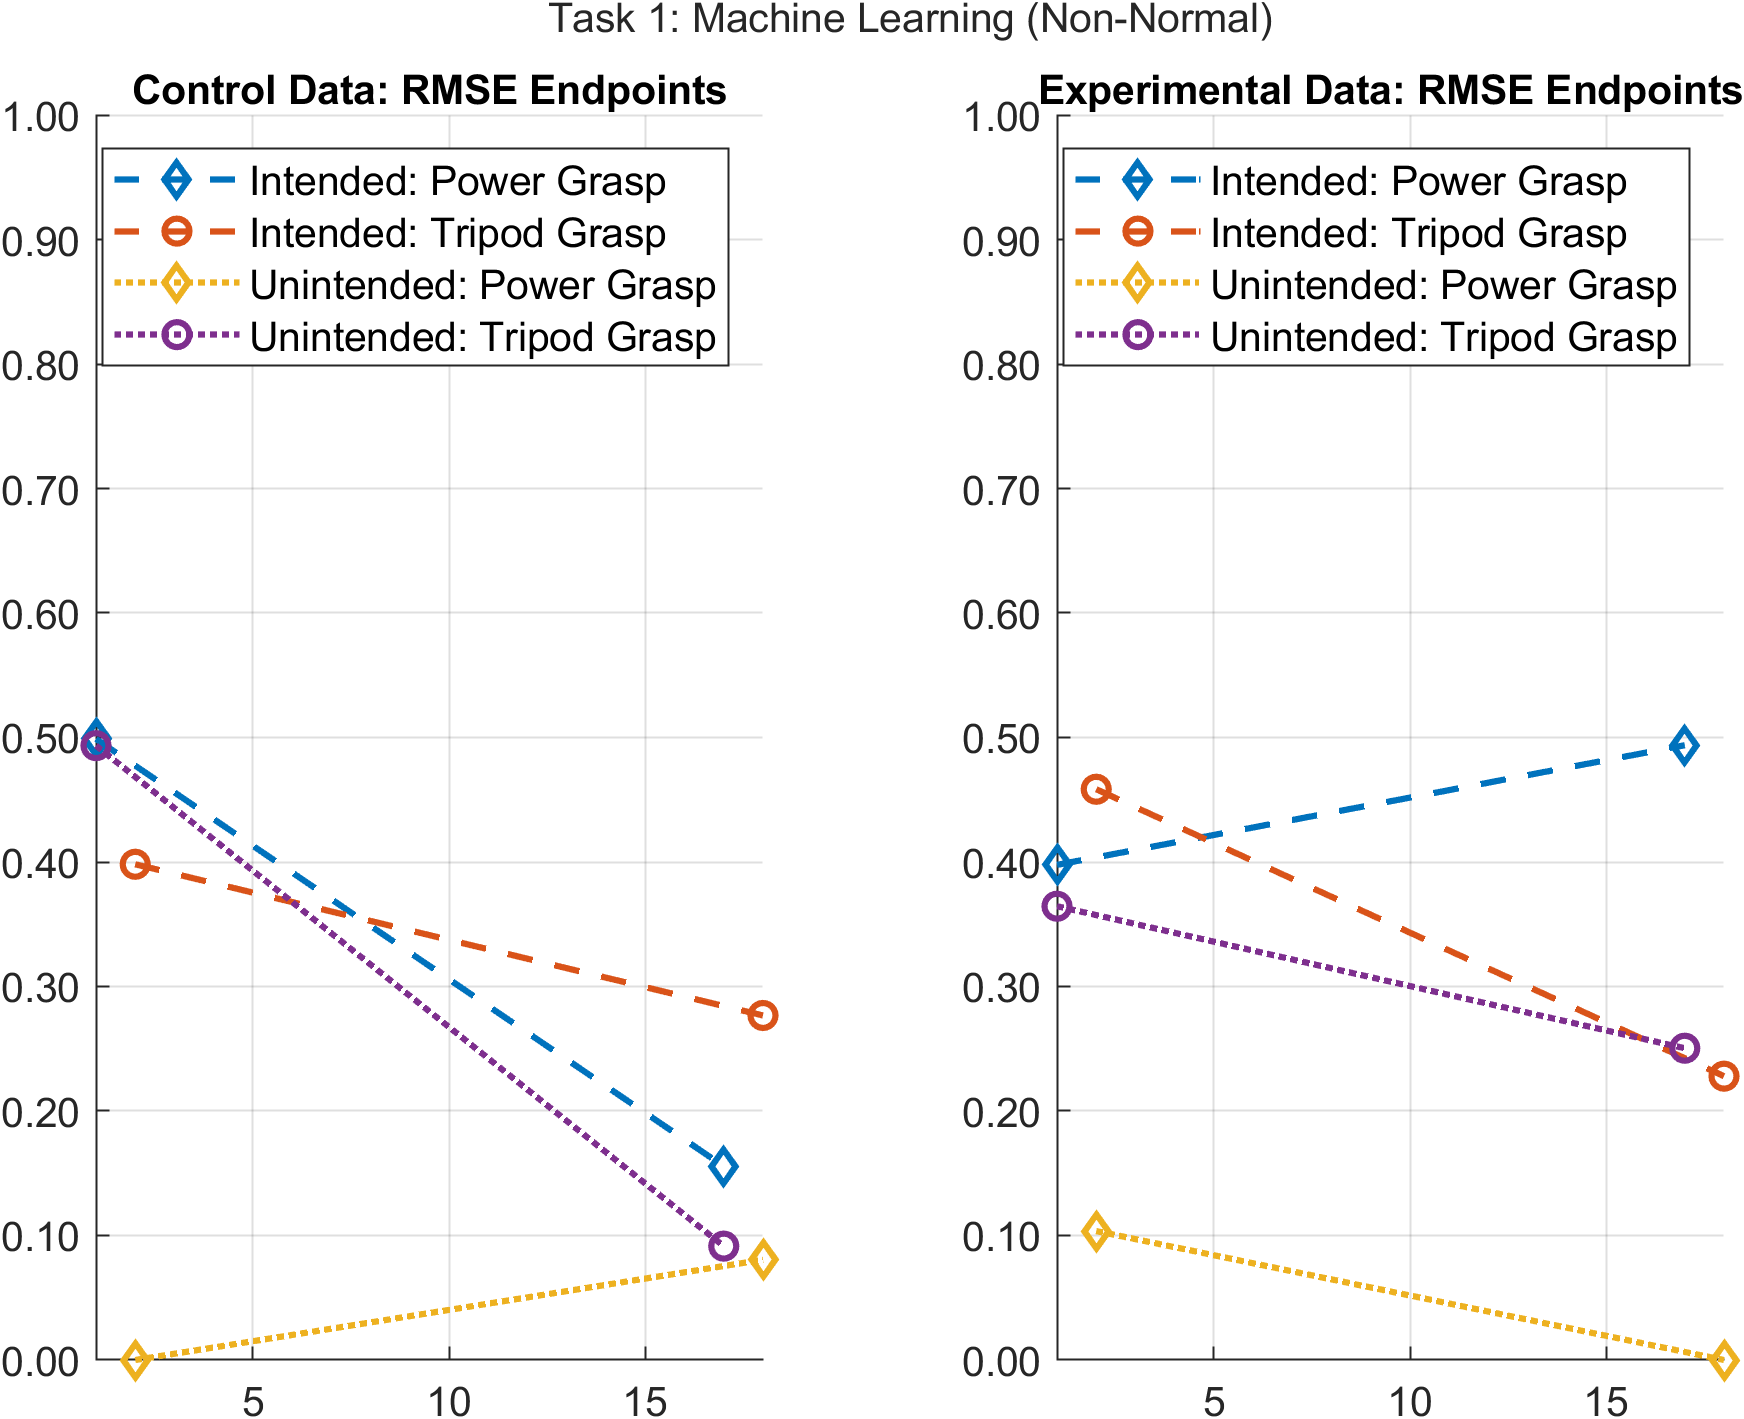 Task 1: Machine Learning (Non-Normal)
Control Data: RMSE Endpoints
1.00
0.90
0.80
0.70
0.60
0.50
0.40
0.30
0.20
0.10
0.00
5
10
15
Intended: Power Grasp
Intended: Tripod Grasp
Unintended: Power Grasp
Unintended: Tripod Grasp
Experimental Data: RMSE Endpoints
1.00
0.90
0.80
0.70
0.60
0.50
0.40
0.30
0.20
0.10
0.00
5
10
15
Intended: Power Grasp
Intended: Tripod Grasp
Unintended: Power Grasp
Unintended: Tripod Grasp